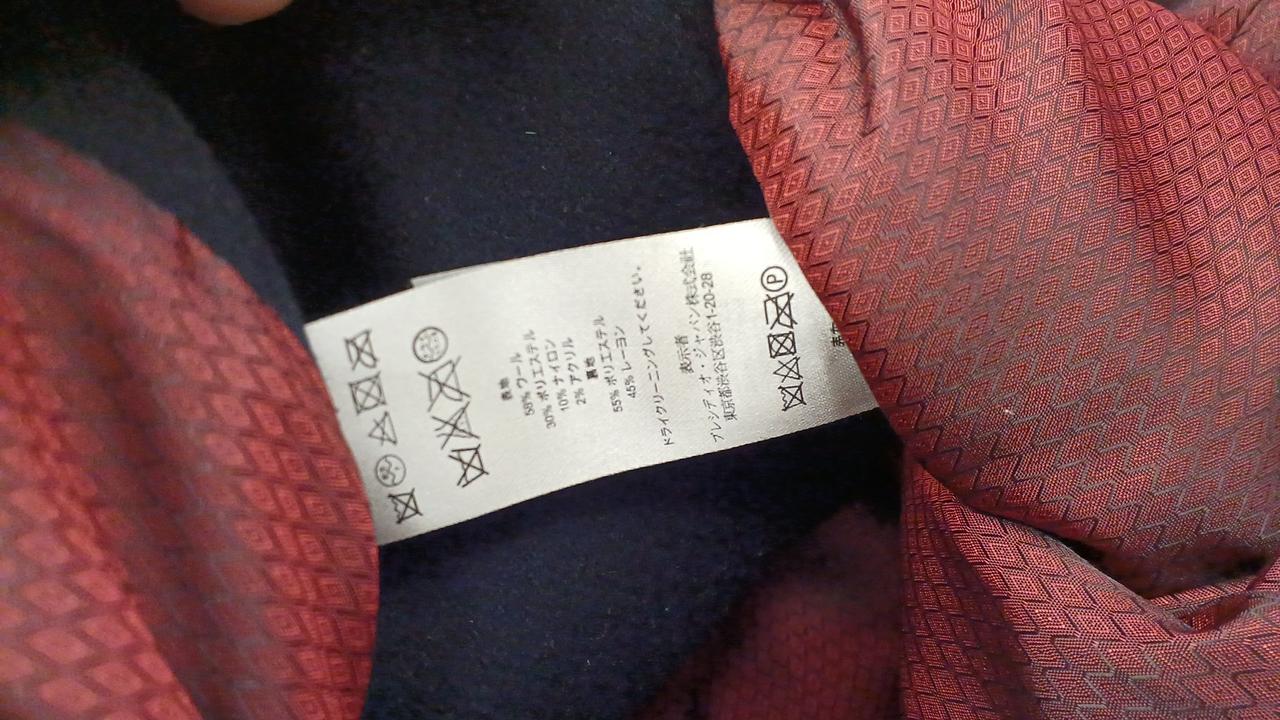 表地
58% ウール
30% ポリエステル
10% ナイロン
2% アクリル
裏地
55% ポリエステル
45% レーヨン
ドライクリーニングしてください。
表示者
プレシディオ・ジャパン株式会社
東京都渋谷区渋谷1-20-28
P